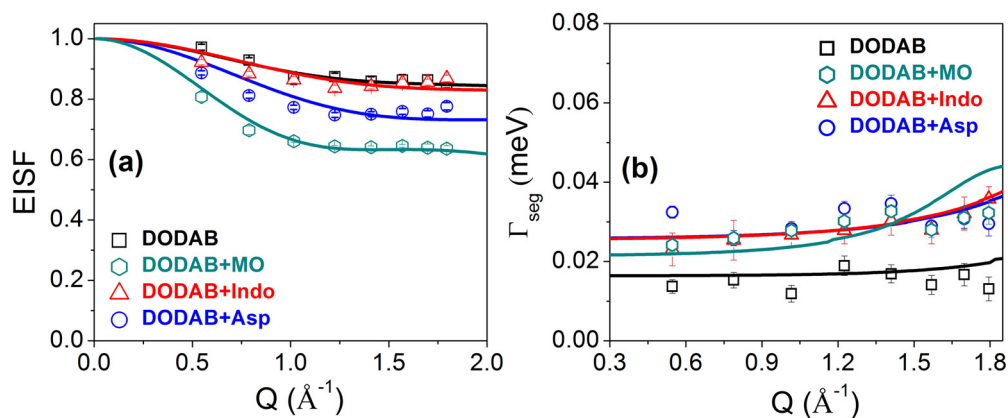 1.0
0.8
0.6
0.4
0.2
0.0
EISF
(a)
DODAB
DODAB+MO
DODAB+Indo
DODAB+Asp
0.0 0.5 1.0 1.5 2.0
Q (Å⁻¹)
0.08
0.06
0.04
0.02
0.00
Γseg (meV)
DODAB
DODAB+MO
DODAB+Indo
DODAB+Asp
(b)
0.3 0.6 0.9 1.2 1.5 1.8
Q (Å⁻¹)